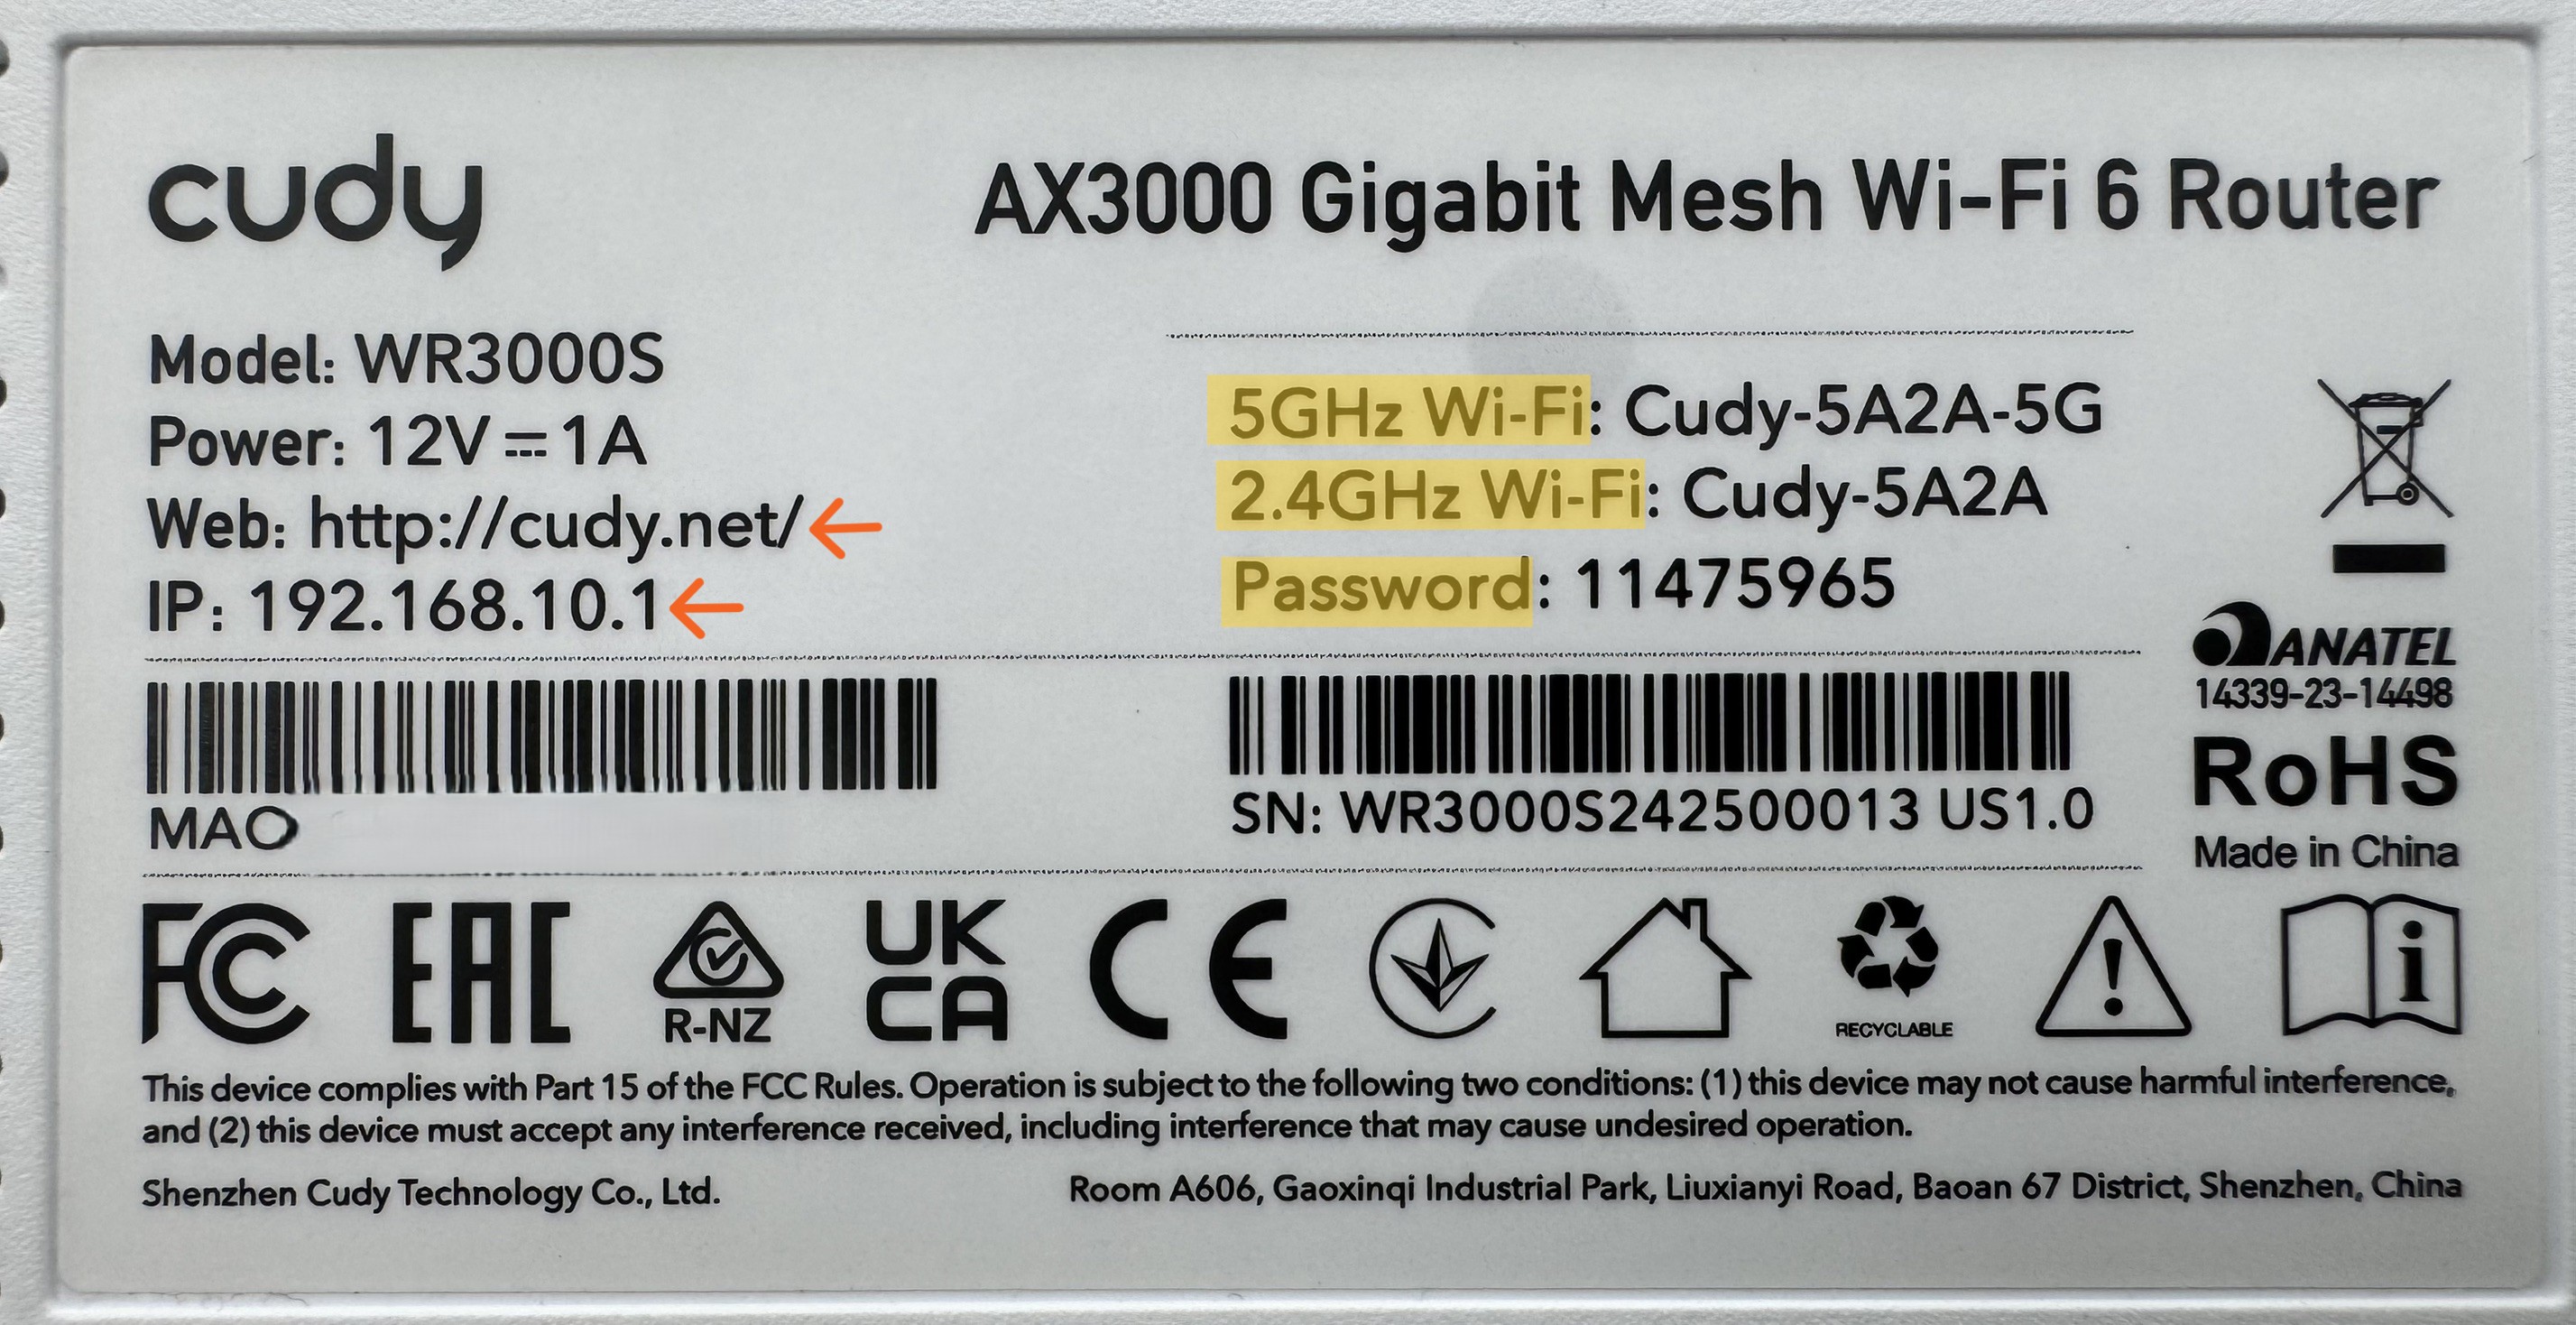 cudy
AX3000 Gigabit Mesh Wi-Fi 6 Router
Model: WR3000S
Power: 12V⎓1A
Web: http://cudy.net/
IP: 192.168.10.1
5GHz Wi-Fi: Cudy-5A2A-5G
2.4GHz Wi-Fi: Cudy-5A2A
Password: 11475965
MAO
SN: WR3000S242500013 US1.0
ANATEL
14339-23-14498
RoHS
Made in China
FC
EAC
R-NZ
UK
CA
CE
RECYCLABLE
i
This device complies with Part 15 of the FCC Rules. Operation is subject to the following two conditions: (1) this device may not cause harmful interference,
and (2) this device must accept any interference received, including interference that may cause undesired operation.
Shenzhen Cudy Technology Co., Ltd.
Room A606, Gaoxinqi Industrial Park, Liuxianyi Road, Baoan 67 District, Shenzhen, China